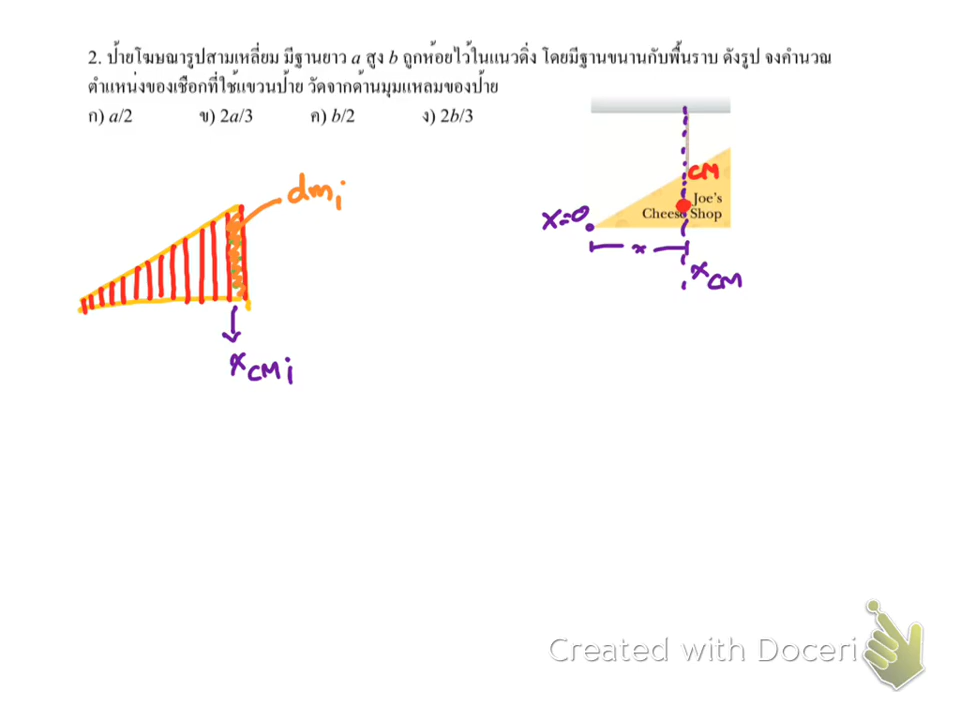 2. ป้ายโฆษณารูปสามเหลี่ยม มีฐานยาว a สูง b ถูกห้อยไว้ในแนวดิ่ง โดยมีฐานขนานกับพื้นราบ ดังรูป จงคำนวณ
ตำแหน่งของเชือกที่ใช้แขวนป้าย วัดจากด้านมุมแหลมของป้าย
ก) a/2 ข) 2a/3 ค) b/2 ง) 2b/3
CM
dm i
Joe's
Cheese Shop
x=0
x
x CM
x CM i
Created with Doceri